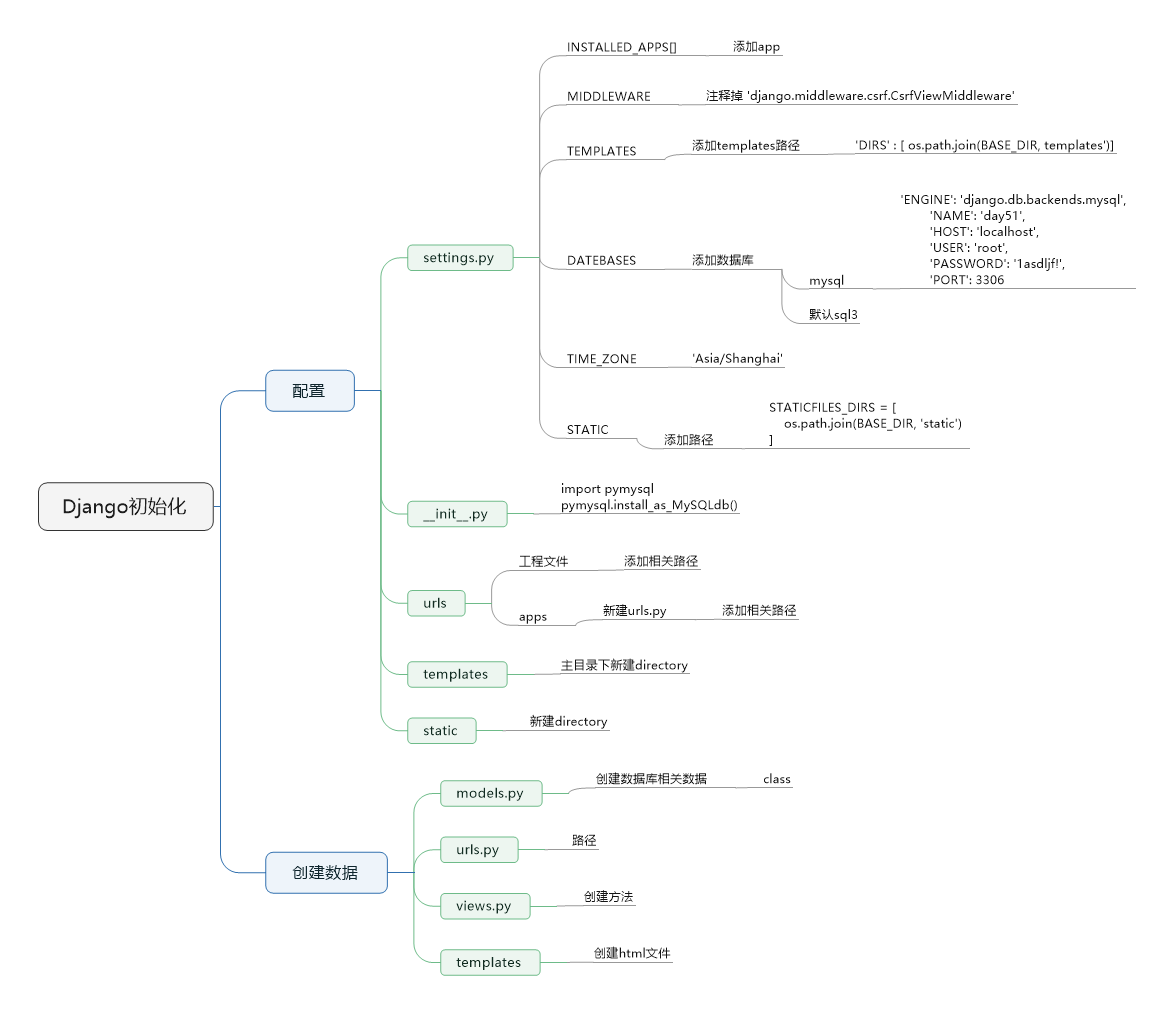 Django初始化
配置
settings.py
INSTALLED_APPS[]
添加app
MIDDLEWARE
注释掉 'django.middleware.csrf.CsrfViewMiddleware'
TEMPLATES
添加templates路径
'DIRS' : [ os.path.join(BASE_DIR, templates')]
DATEBASES
添加数据库
mysql
'ENGINE': 'django.db.backends.mysql',
'NAME': 'day51',
'HOST': 'localhost',
'USER': 'root',
'PASSWORD': '1asdljf!',
'PORT': 3306
默认sql3
TIME_ZONE
'Asia/Shanghai'
STATIC
添加路径
STATICFILES_DIRS = [
os.path.join(BASE_DIR, 'static')
]
__init__.py
import pymysql
pymysql.install_as_MySQLdb()
urls
工程文件
添加相关路径
apps
新建urls.py
添加相关路径
templates
主目录下新建directory
static
新建directory
创建数据
models.py
创建数据库相关数据
class
urls.py
路径
views.py
创建方法
templates
创建html文件